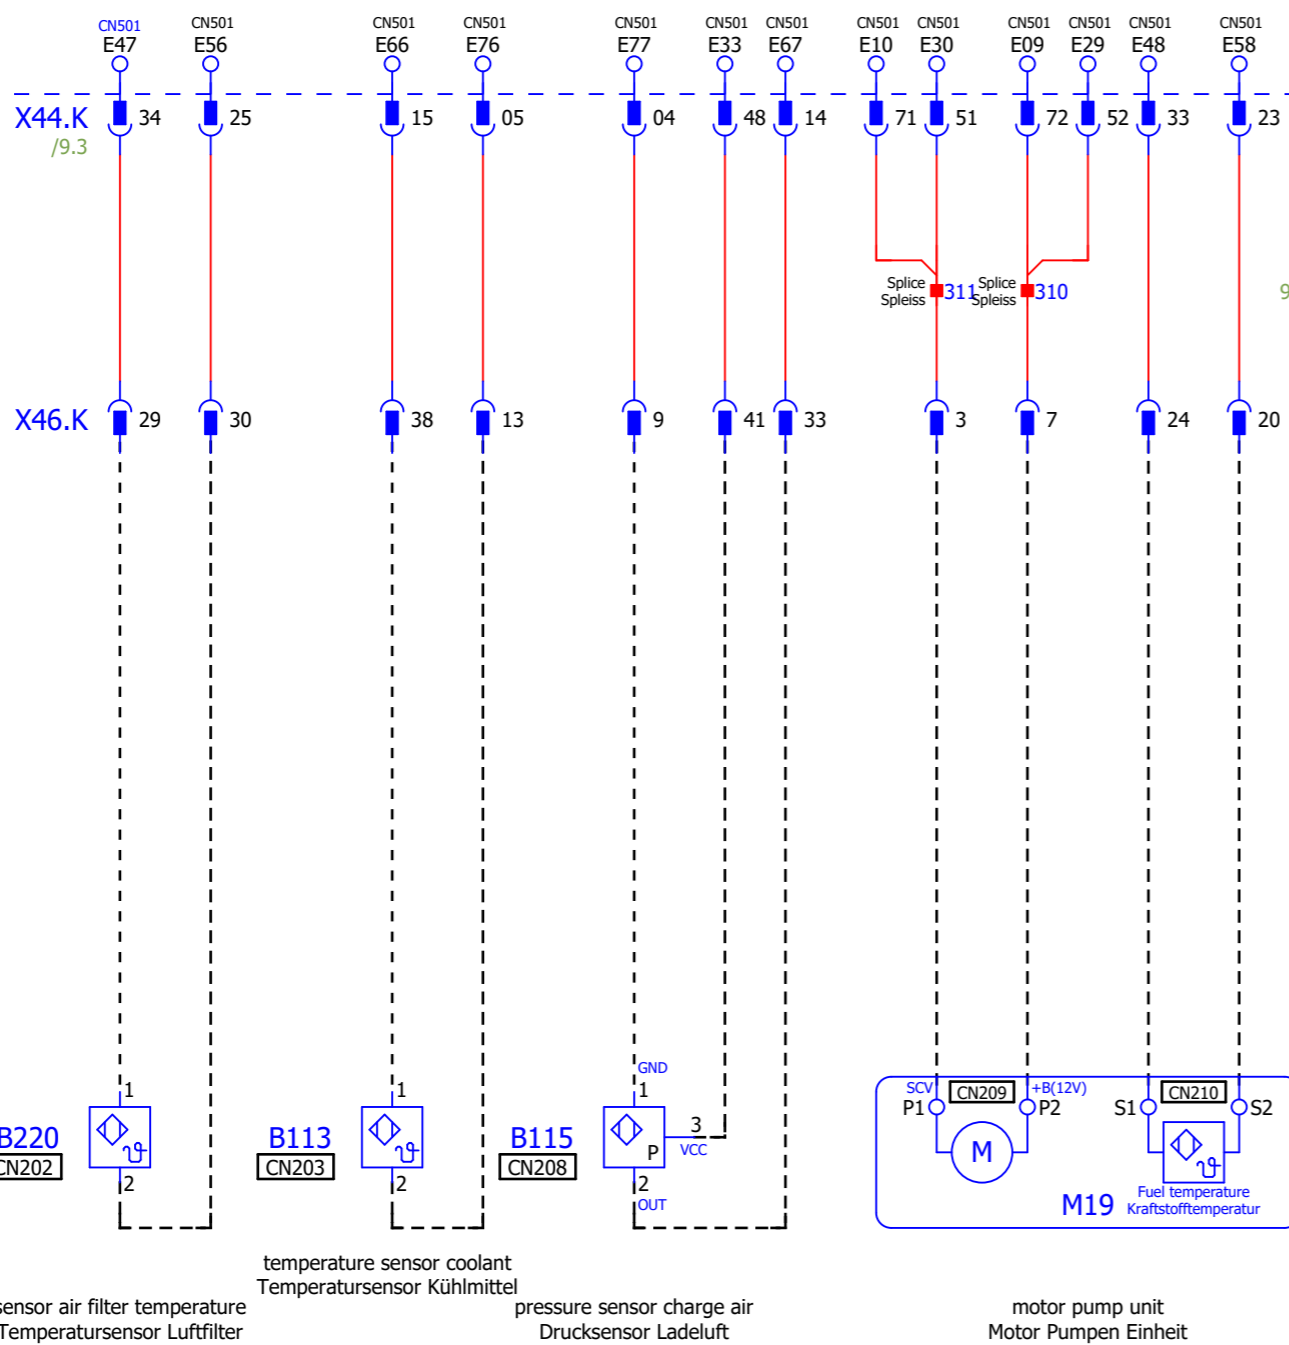 CN501 CN501 CN501 CN501 CN501 CN501 CN501 CN501 CN501 CN501 CN501 CN501 CN501
E47 E56 E66 E76 E77 E33 E67 E10 E30 E09 E29 E48 E58
X44.K 34 25 15 05 04 48 14 71 51 72 52 33 23
/9.3
Splice Splice
Spleiss 311 Spleiss 310 9
X46.K 29 30 38 13 9 41 33 3 7 24 20
GND
1 1 1 SCV CN209 +B(12V) CN210
P1 P2 S1 S2
B220 B113 B115 P 3 M
CN202 CN203 CN208 VCC
2 2 2
OUT
Fuel temperature
M19 Kraftstofftemperatur
temperature sensor coolant
Temperatursensor Kühlmittel
sensor air filter temperature pressure sensor charge air motor pump unit
Temperatursensor Luftfilter Drucksensor Ladeluft Motor Pumpen Einheit